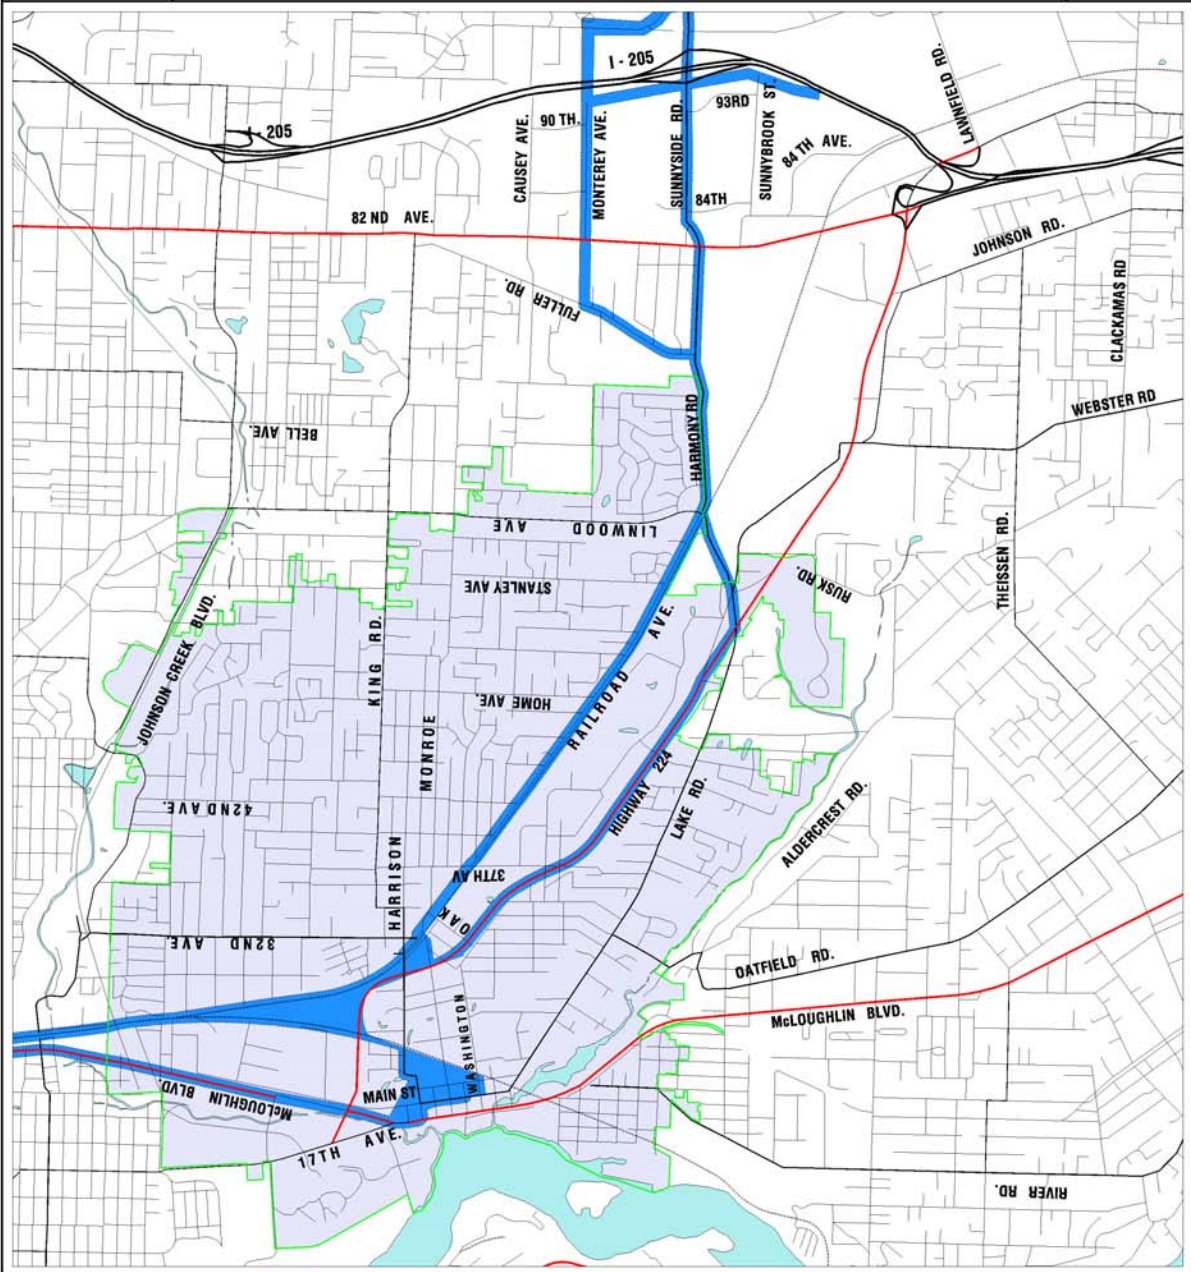 I - 205
LAWNFIELD RD.
93RD
SUNNYBROOK ST.
90 TH.
I - 205
CAUSEY AVE.
MONTEREY AVE.
SUNNYSIDE RD.
84 TH AVE.
84TH
82 ND AVE.
JOHNSON RD.
FULLER RD.
CLACKAMAS RD
WEBSTER RD
BELL AVE.
HARMONY RD
LINWOOD AVE
THEISSEN RD.
STANLEY AVE
RUSK RD.
JOHNSON CREEK BLVD.
KING RD.
RAILROAD AVE.
HOME AVE.
MONROE
HIGHWAY 224
LAKE RD.
42ND AVE.
ALDERCREST RD.
HARRISON
37TH AV
OAK
32ND AVE.
OATFIELD RD.
WASHINGTON
McLOUGHLIN BLVD.
MAIN ST
McLOUGHLIN BLVD.
17TH AVE.
RIVER RD